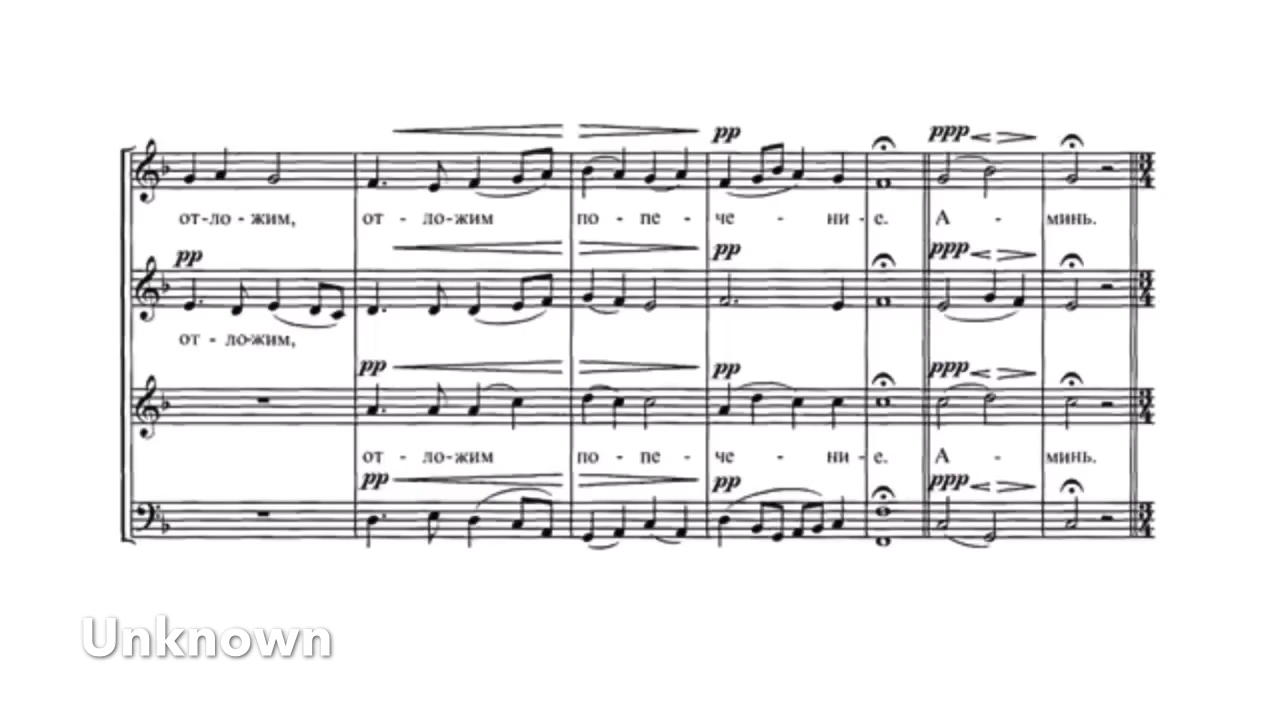 pp
от-ло-жим, от - ло-жим по - пе - че - ни - е. А - минь.
pp pp ppp
от - ло-жим,
pp pp ppp
от - ло-жим по - пе - че - ни - е. А - минь.
pp pp ppp
Unknown